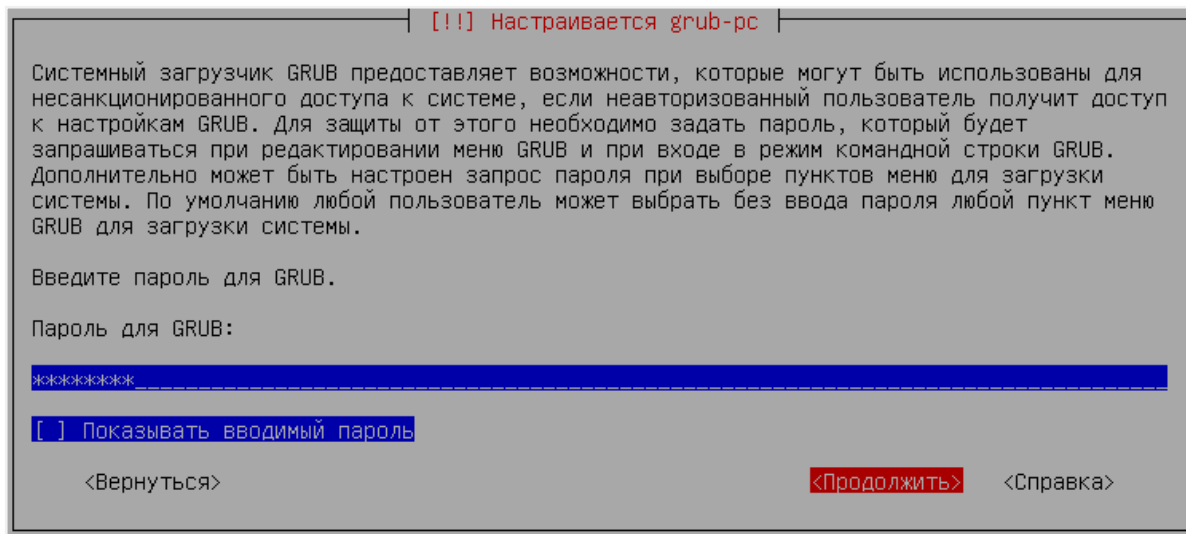 [!!] Настраивается grub-pc
Системный загрузчик GRUB предоставляет возможности, которые могут быть использованы для
несанкционированного доступа к системе, если неавторизованный пользователь получит доступ
к настройкам GRUB. Для защиты от этого необходимо задать пароль, который будет
запрашиваться при редактировании меню GRUB и при входе в режим командной строки GRUB.
Дополнительно может быть настроен запрос пароля при выборе пунктов меню для загрузки
системы. По умолчанию любой пользователь может выбрать без ввода пароля любой пункт меню
GRUB для загрузки системы.
Введите пароль для GRUB.
Пароль для GRUB:
********
[ ] Показывать вводимый пароль
<Вернуться> <Продолжить> <Справка>